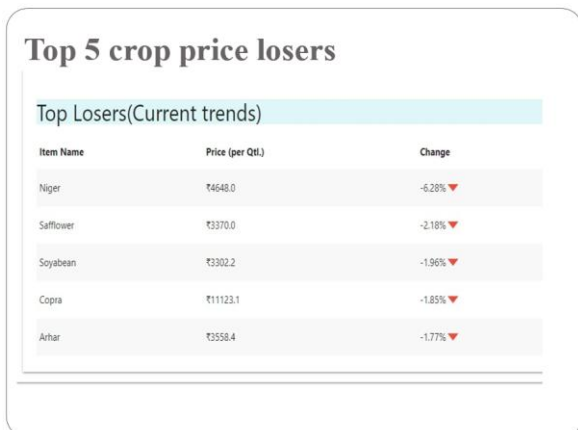 Top 5 crop price losers
Top Losers(Current trends)
Item Name Price (per Qtl.) Change
Niger ₹4648.0 -6.28%
Safflower ₹3370.0 -2.18%
Soyabean ₹3302.2 -1.96%
Copra ₹11123.1 -1.85%
Arhar ₹3558.4 -1.77%